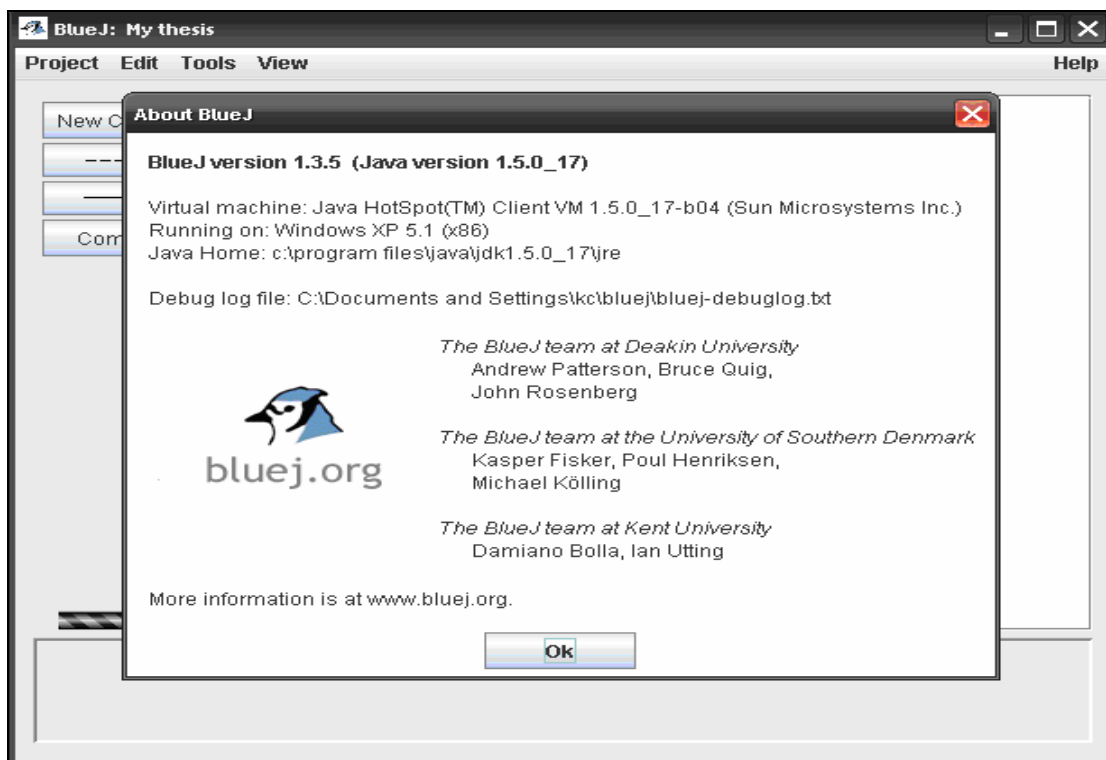 BlueJ: My thesis
Project Edit Tools View Help
New C
About BlueJ
BlueJ version 1.3.5 (Java version 1.5.0_17)
Virtual machine: Java HotSpot(TM) Client VM 1.5.0_17-b04 (Sun Microsystems Inc.)
Running on: Windows XP 5.1 (x86)
Com
Java Home: c:\program files\java\jdk1.5.0_17\jre
Debug log file: C:\Documents and Settings\kc\bluej\bluej-debuglog.txt
The BlueJ team at Deakin University
Andrew Patterson, Bruce Quig,
John Rosenberg
The BlueJ team at the University of Southern Denmark
Kasper Fisker, Poul Henriksen,
Michael Kölling
bluej.org
The BlueJ team at Kent University
Damiano Bolla, Ian Utting
More information is at www.bluej.org.
Ok